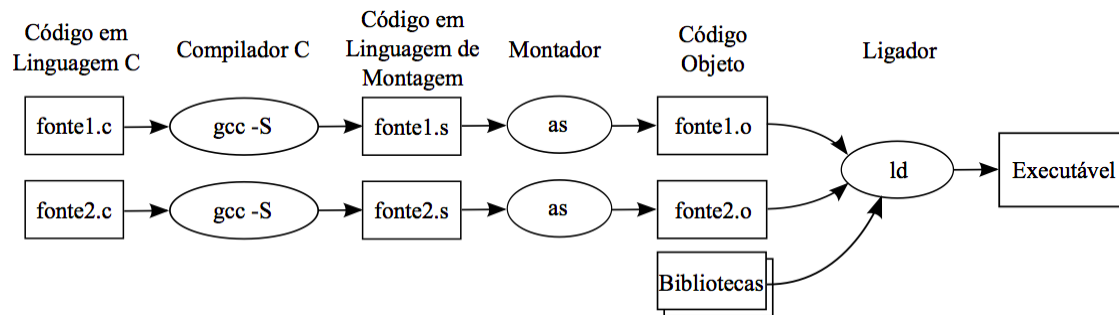 Código em
Linguagem C
Compilador C
Código em
Linguagem de
Montagem
Montador
Código
Objeto
Ligador
fonte1.c
gcc -S
fonte1.s
as
fonte1.o
ld
Executável
fonte2.c
gcc -S
fonte2.s
as
fonte2.o
Bibliotecas